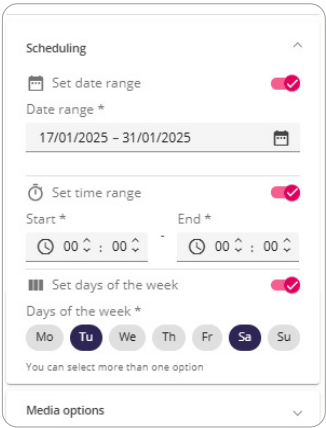 Scheduling
Set date range
Date range *
17/01/2025 – 31/01/2025
Set time range
Start * End *
00 : 00 - 00 : 00
Set days of the week
Days of the week *
Mo Tu We Th Fr Sa Su
You can select more than one option
Media options